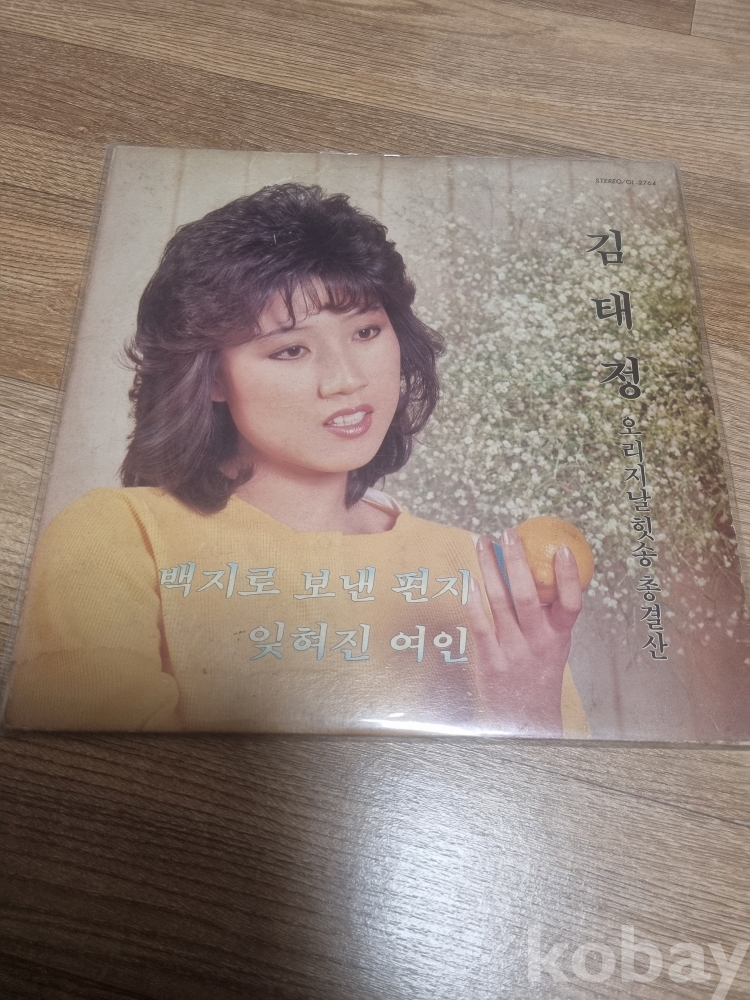 STEREO/GL-2764
김태정
오리지날힛송 총결산
백지로 보낸 편지
잊혀진 여인
kobay